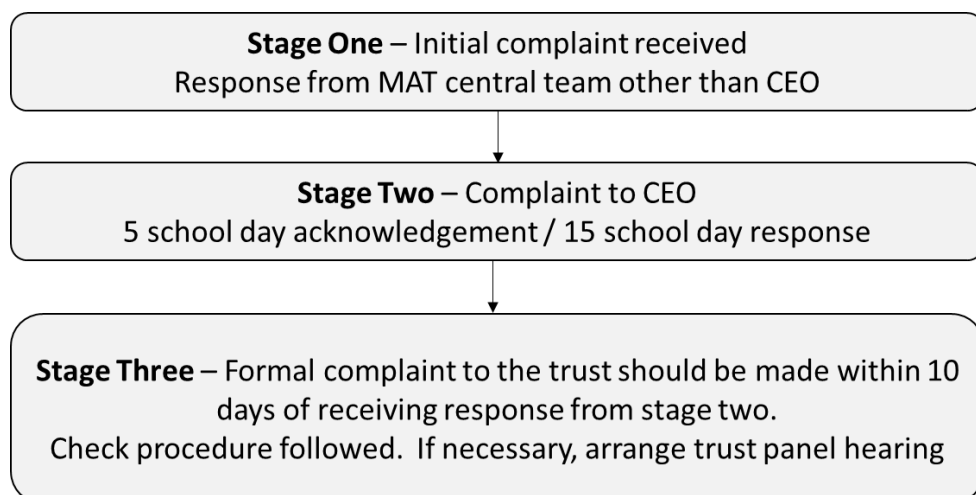 Stage One – Initial complaint received
Response from MAT central team other than CEO
Stage Two – Complaint to CEO
5 school day acknowledgement / 15 school day response
Stage Three – Formal complaint to the trust should be made within 10
days of receiving response from stage two.
Check procedure followed.  If necessary, arrange trust panel hearing